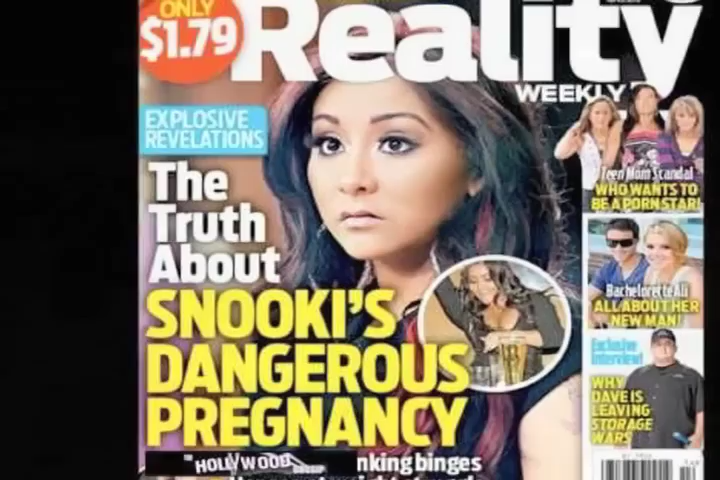 ONLY
$1.79
Reality
WEEKLY
EXPLOSIVE
REVELATIONS
The
Truth
About
SNOOKI'S
DANGEROUS
PREGNANCY
THE HOLLYWOOD GOSSIP
nking binges
Teen Mom Scandal
WHO WANTS TO
BE A PORN STAR!
Bachelorette Ali
ALL ABOUT HER
NEW MAN!
Exclusive
Interview!
WHY
DAVE IS
LEAVING
STORAGE
WARS